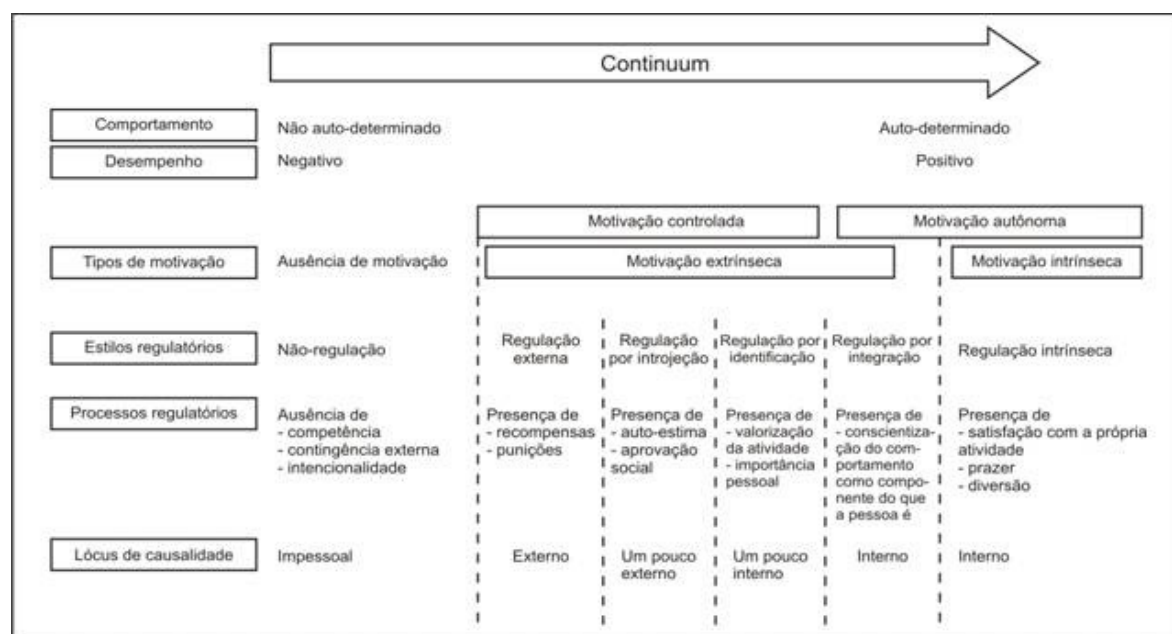 Continuum
Comportamento
Não auto-determinado
Auto-determinado
Desempenho
Negativo
Positivo
Motivação controlada
Motivação autônoma
Tipos de motivação
Ausência de motivação
Motivação extrínseca
Motivação intrínseca
Estilos regulatórios
Não-regulação
Regulação
externa
Regulação
por introjeção
Regulação por
identificação
Regulação por
integração
Regulação intrínseca
Processos regulatórios
Ausência de
- competência
- contingência externa
- intencionalidade
Presença de
- recompensas
- punições
Presença de
- auto-estima
- aprovação
social
Presença de
- valorização
da atividade
- importância
pessoal
Presença de
- conscientiza-
ção do com-
portamento
como compo-
nente do que
a pessoa é
Presença de
- satisfação com a própria
atividade
- prazer
- diversão
Lócus de causalidade
Impessoal
Externo
Um pouco
externo
Um pouco
interno
Interno
Interno